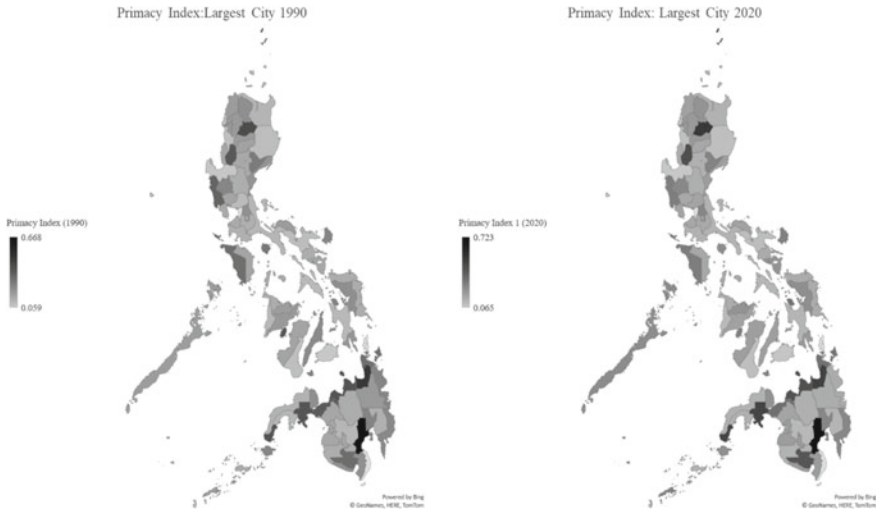 Primacy Index:Largest City 1990
Primacy Index (1990)
0.668
0.059
Powered by Bing
© GeoNames, HERE, TomTom
Primacy Index: Largest City 2020
Primacy Index 1 (2020)
0.723
0.065
Powered by Bing
© GeoNames, HERE, TomTom